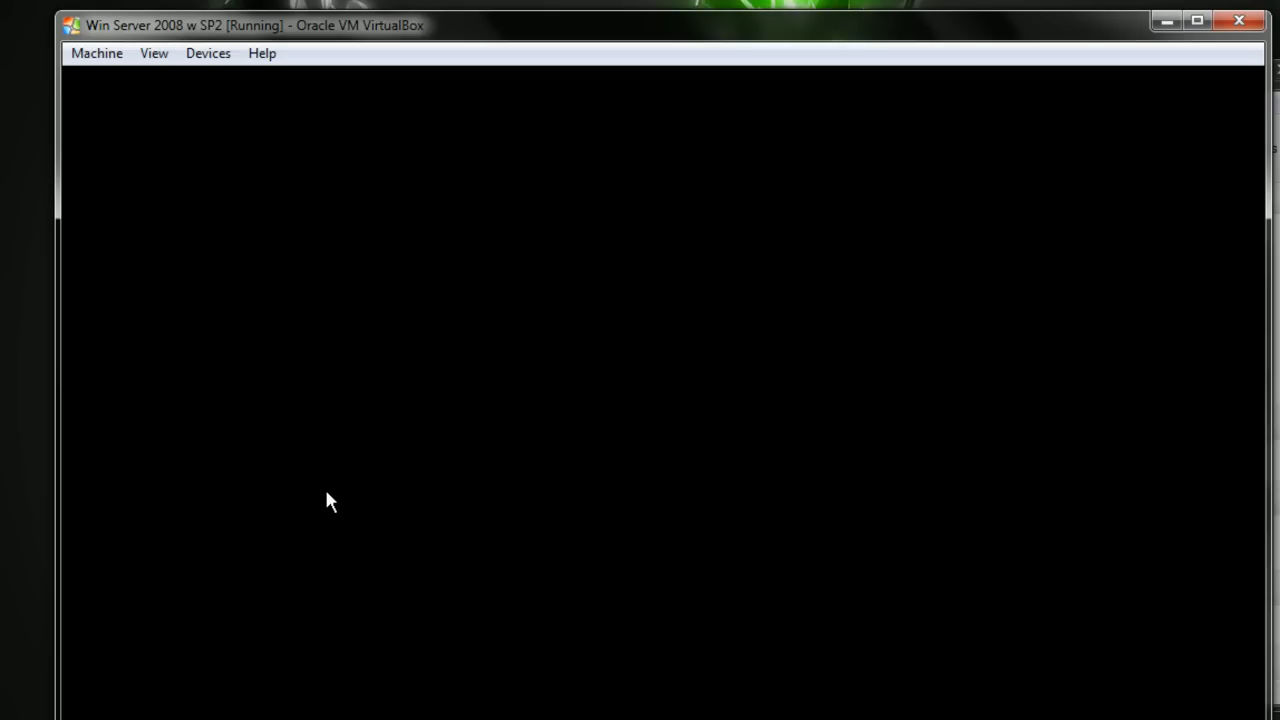 Win Server 2008 w SP2 [Running] - Oracle VM VirtualBox
Machine View Devices Help